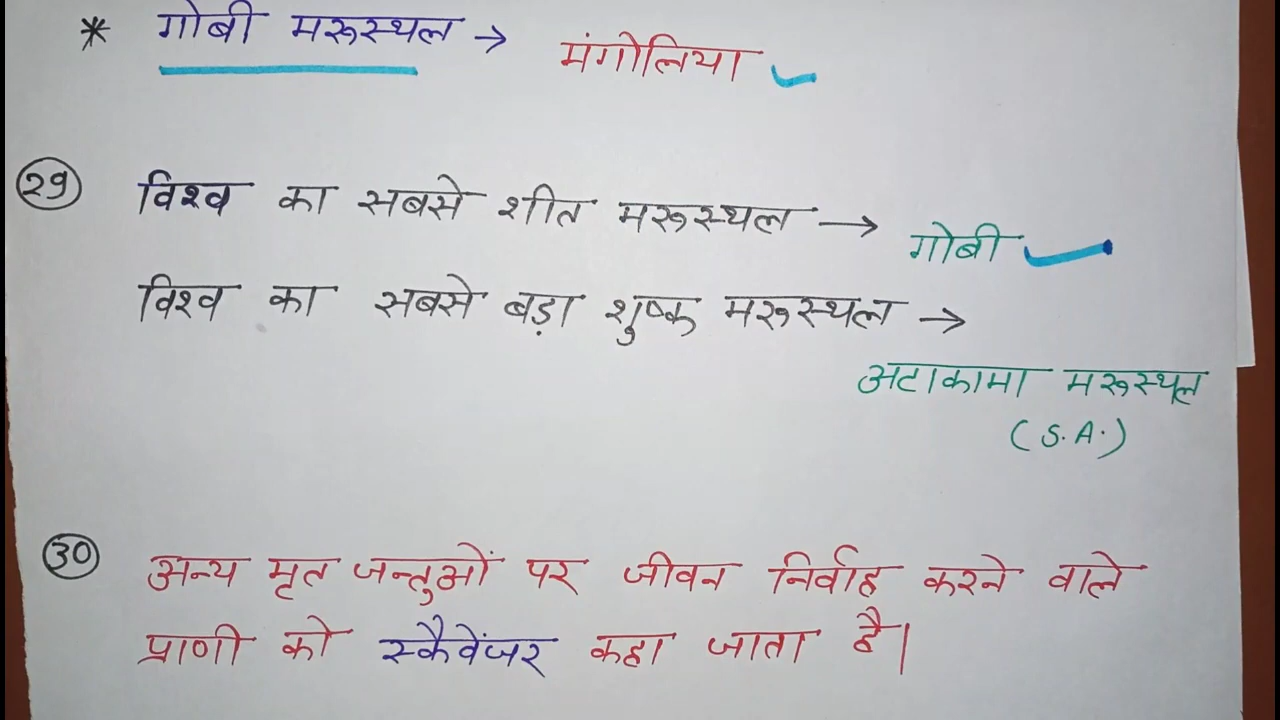 * गोबी मरुस्थल → मंगोलिया
29 विश्व का सबसे शीत मरुस्थल → गोबी
विश्व का सबसे बड़ा शुष्क मरुस्थल →
अटाकामा मरुस्थल
(S.A.)
30 अन्य मृत जन्तुओं पर जीवन निर्वाह करने वाले
प्राणी को स्कैवेंजर कहा जाता है।